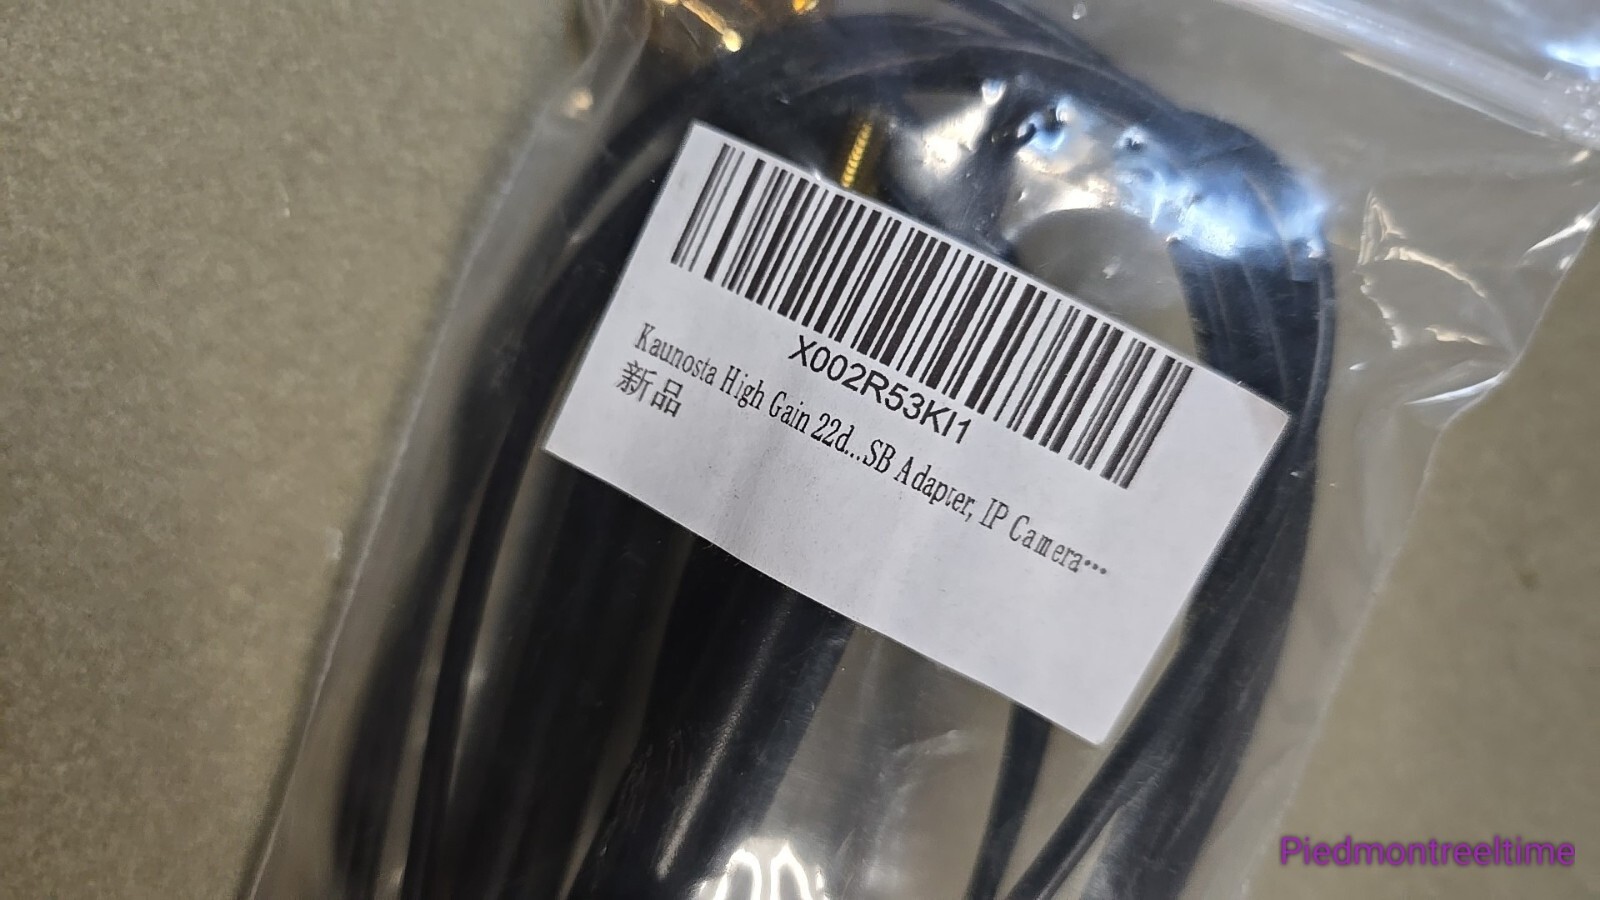 X002R53KI1
Kaunosta High Gain 22d...SB Adapter, IP Camera…
新品
Piedmontreeltime